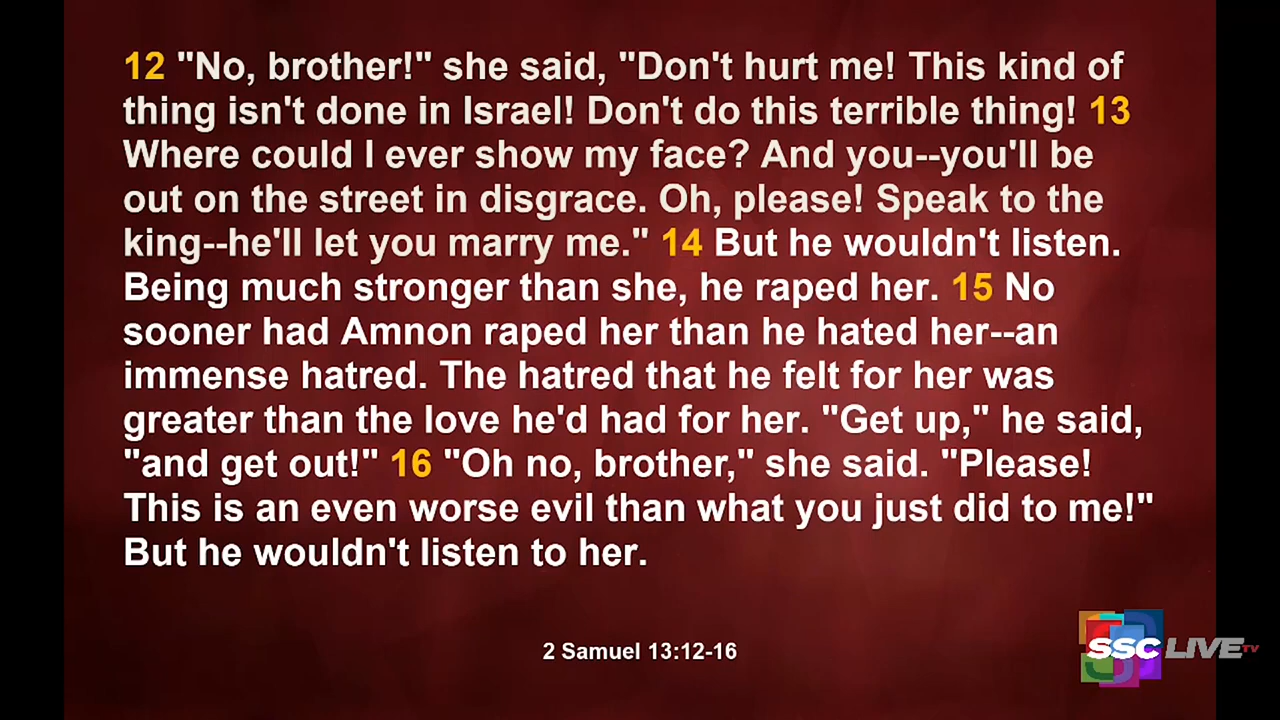 12 "No, brother!" she said, "Don't hurt me! This kind of
thing isn't done in Israel! Don't do this terrible thing! 13
Where could I ever show my face? And you--you'll be
out on the street in disgrace. Oh, please! Speak to the
king--he'll let you marry me." 14 But he wouldn't listen.
Being much stronger than she, he raped her. 15 No
sooner had Amnon raped her than he hated her--an
immense hatred. The hatred that he felt for her was
greater than the love he'd had for her. "Get up," he said,
"and get out!" 16 "Oh no, brother," she said. "Please!
This is an even worse evil than what you just did to me!"
But he wouldn't listen to her.
2 Samuel 13:12-16
SSC LIVE TV